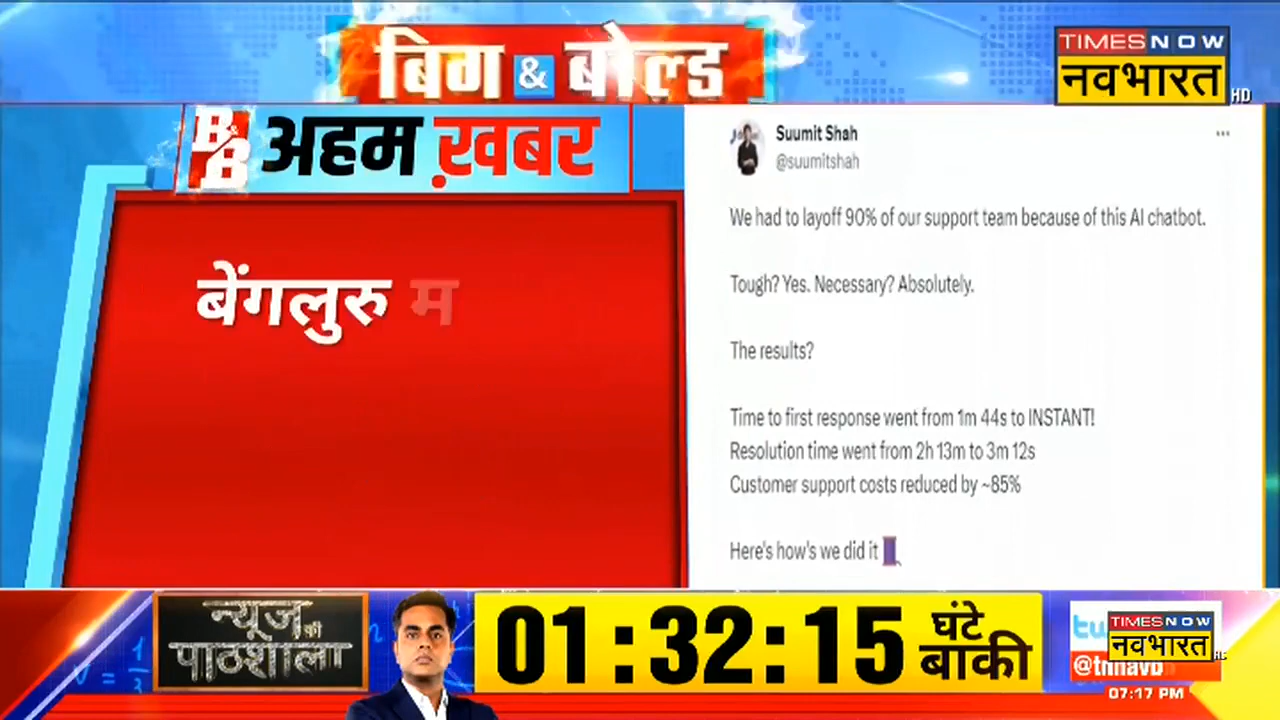 बिग & बोल्ड
TIMES NOW
नवभारत
HD
B&B
अहम ख़बर
बेंगलुरु म
Suumit Shah
@suumitshah
We had to layoff 90% of our support team because of this AI chatbot.
Tough? Yes. Necessary? Absolutely.
The results?
Time to first response went from 1m 44s to INSTANT!
Resolution time went from 2h 13m to 3m 12s
Customer support costs reduced by ~85%
Here's how's we did it
न्यूज़ की
पाठशाला
01:32:15
घंटे
बाकी
TIMES NOW
नवभारत
@tnnavb
07:17 PM